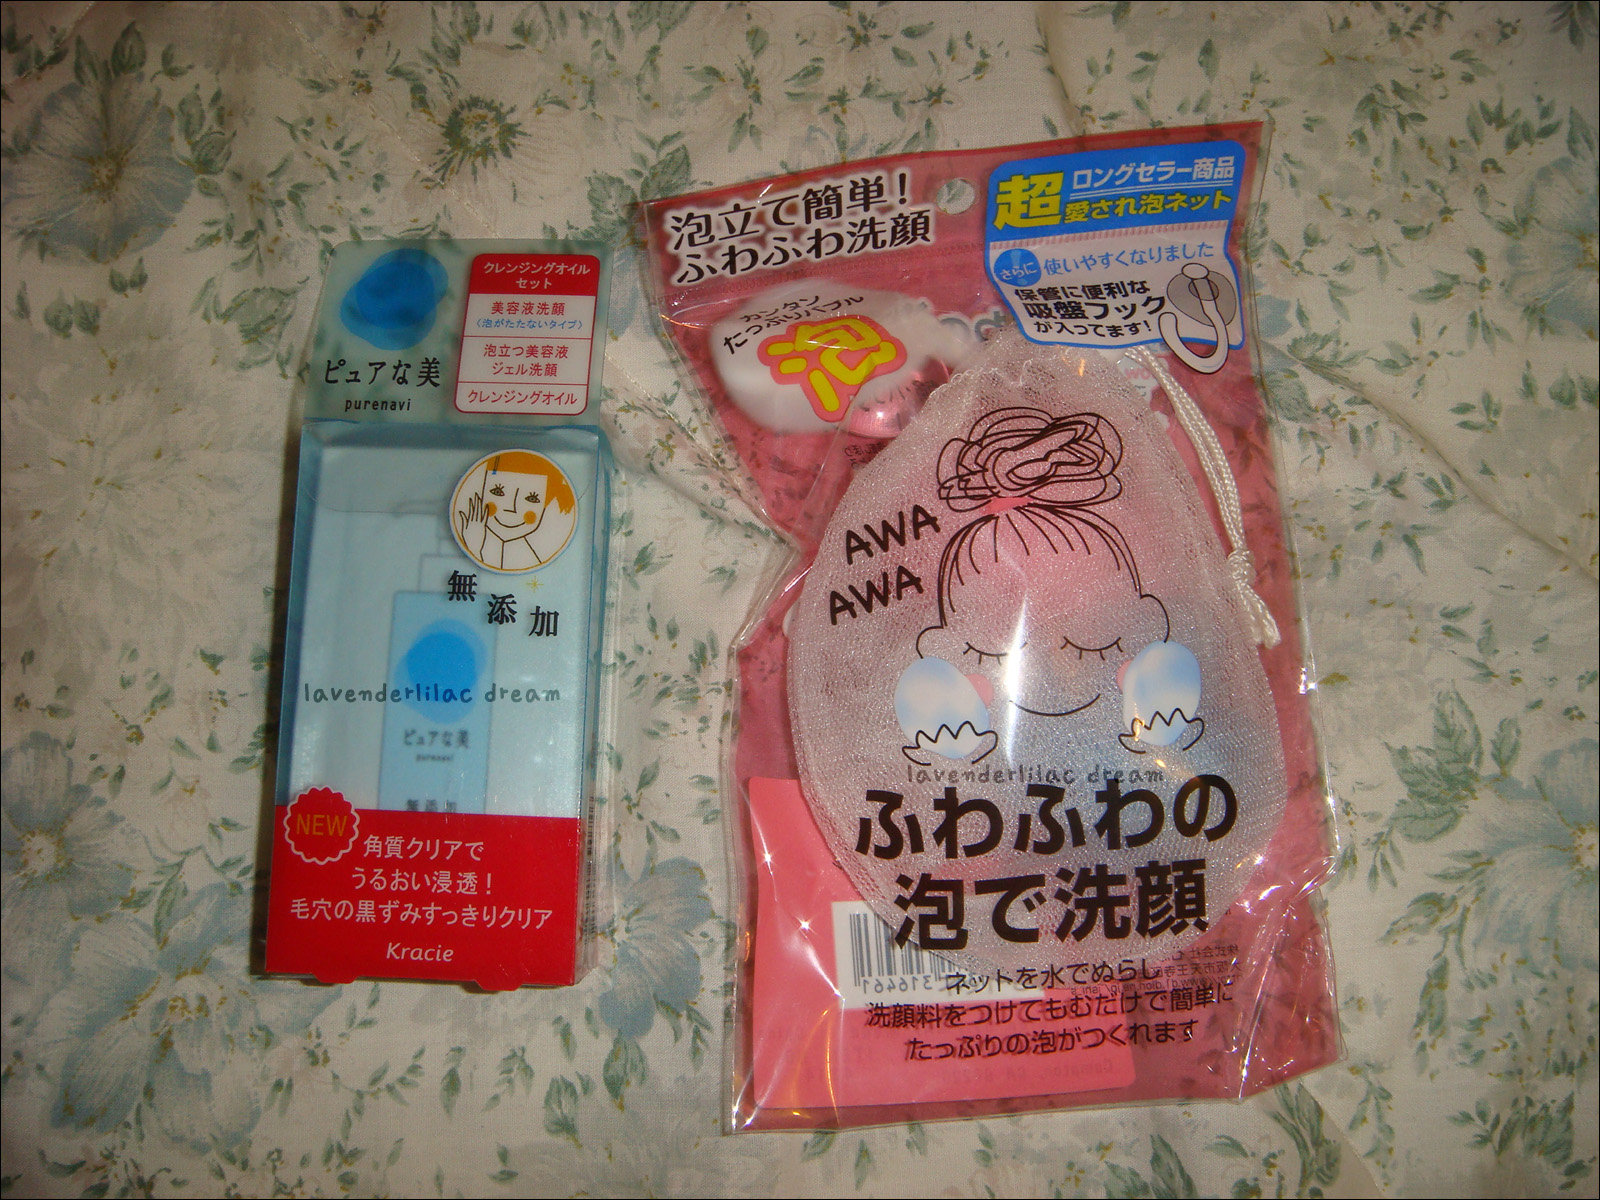 クレンジングオイル
セット
美容液洗顔
〈泡がたたないタイプ〉
泡立つ美容液
ジェル洗顔
クレンジングオイル
ピュアな美
purenavi
無添加
lavenderlilac dream
ピュアな美
purenavi
無添加
NEW
角質クリアで
うるおい浸透！
毛穴の黒ずみすっきりクリア
Kracie
泡立て簡単！
ふわふわ洗顔
超
ロングセラー商品
愛され泡ネット
さらに
使いやすくなりました
保管に便利な
吸盤フック
が入ってます！
カンタン
たっぷりバブル
泡
AWA
AWA
lavenderlilac dream
ふわふわの
泡で洗顔
316461
ネットを水でぬらし
洗顔料をつけてもむだけで簡単に
たっぷりの泡がつくれます